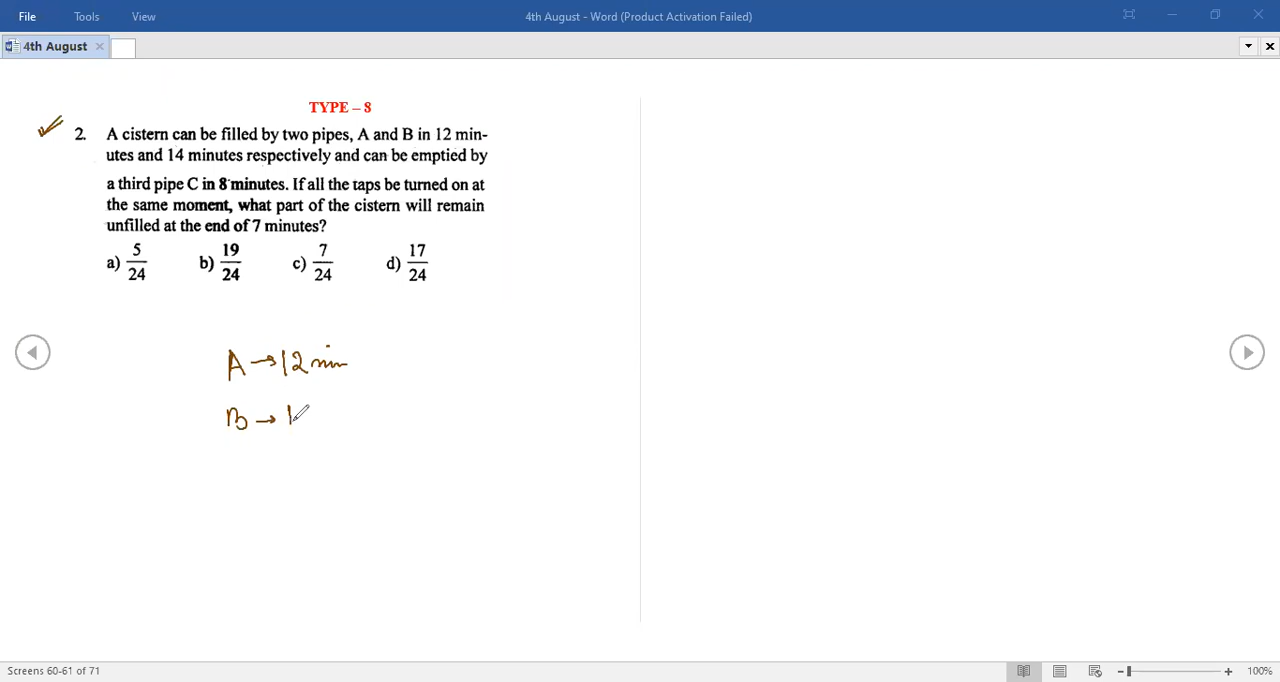 File Tools View 4th August - Word (Product Activation Failed)
4th August
TYPE – 8
2. A cistern can be filled by two pipes, A and B in 12 min-
utes and 14 minutes respectively and can be emptied by
a third pipe C in 8 minutes. If all the taps be turned on at
the same moment, what part of the cistern will remain
unfilled at the end of 7 minutes?
a) 5/24 b) 19/24 c) 7/24 d) 17/24
A → 12 min
B → 1
Screens 60-61 of 71 100%